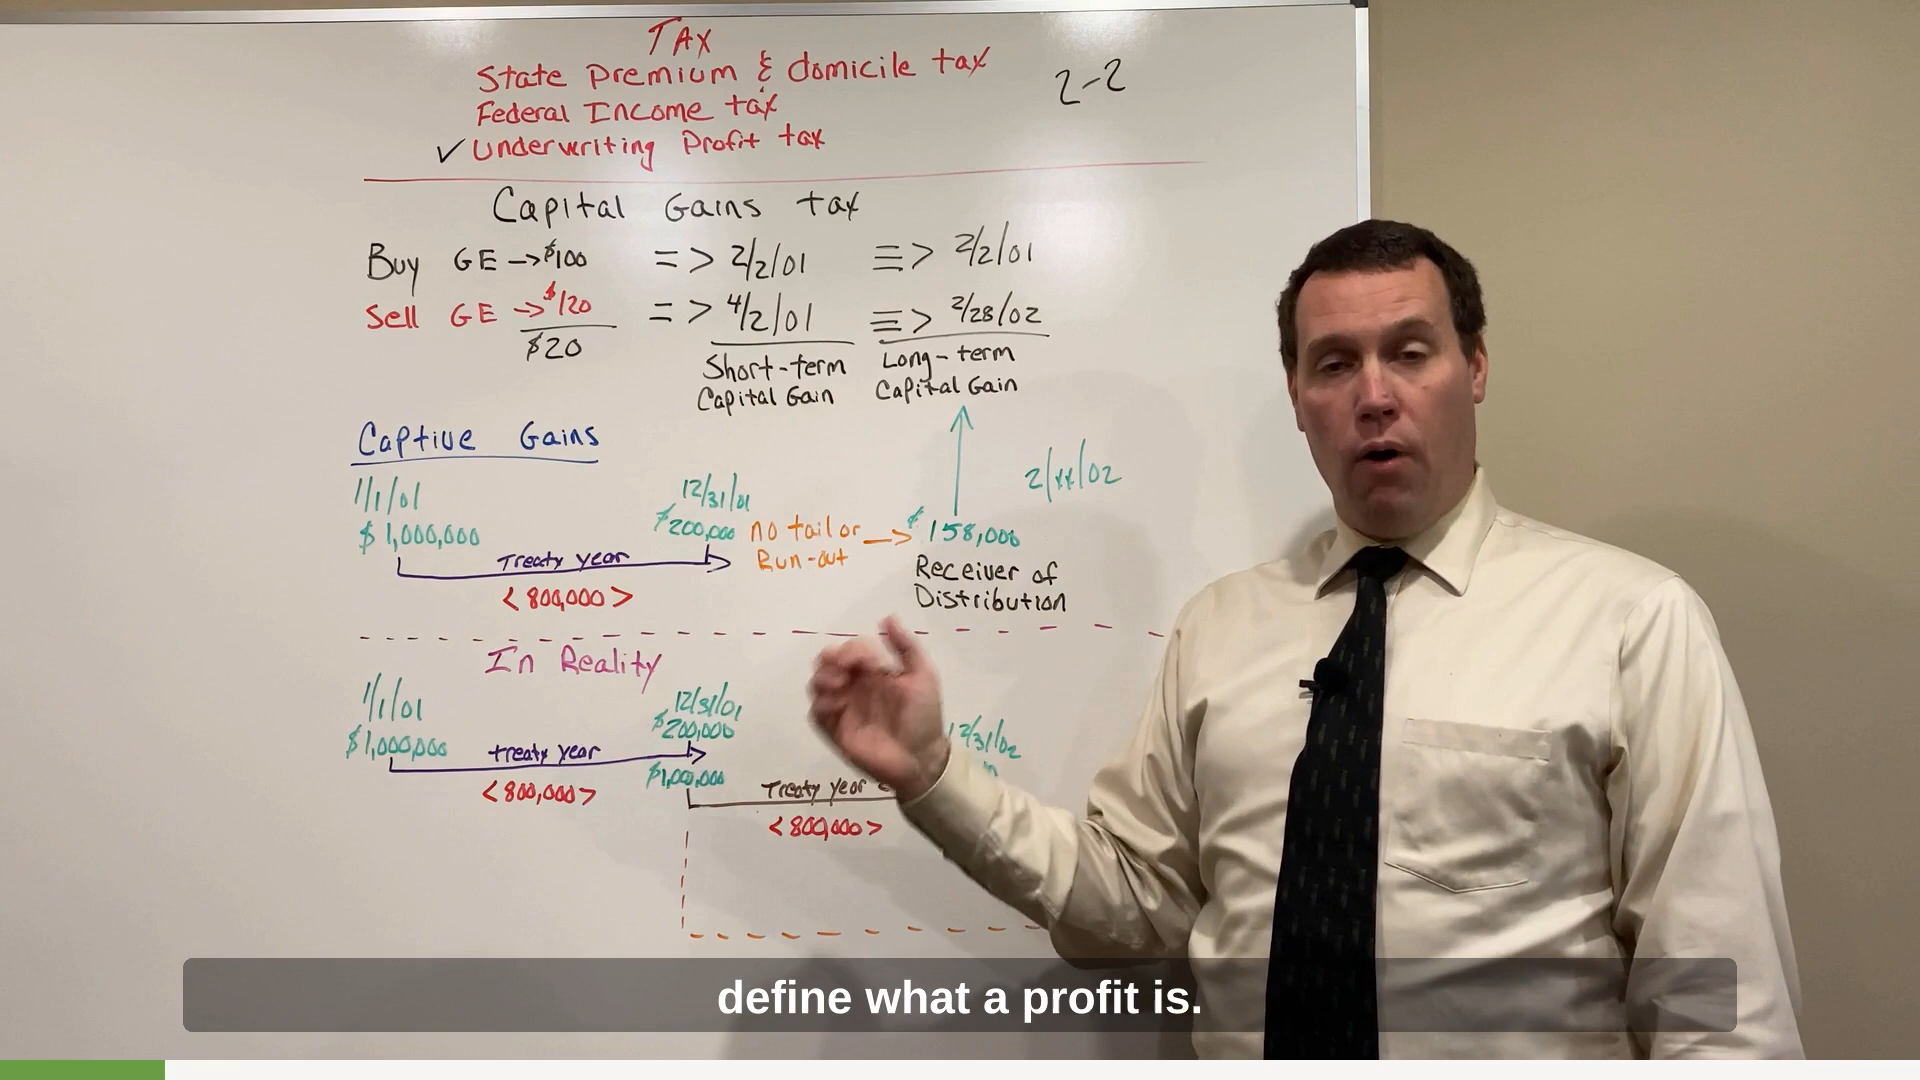 TAX
State Premium & domicile tax
2-2
Federal Income tax
✓ Underwriting Profit tax
Capital Gains tax
Buy GE → $100 => 2/2/01 => 2/2/01
Sell GE → $120 => 4/2/01 => 2/28/02
$20
Short-term Capital Gain
Long-term Capital Gain
Captive Gains
1/1/01
$1,000,000
Treaty year
<800,000>
12/31/01
$200,000
no tail or
Run-out
→ $158,000
2/xx/02
Receiver of
Distribution
In Reality
1/1/01
$1,000,000
treaty year
<800,000>
12/31/01
$200,000
$1,000,000
Treaty year
<800,000>
12/31/02
define what a profit is.